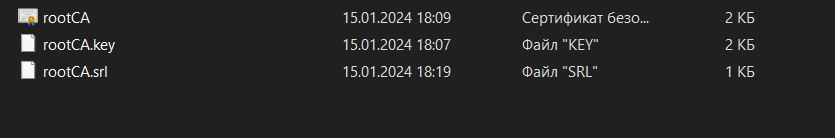 rootCA 15.01.2024 18:09 Сертификат безо... 2 КБ
rootCA.key 15.01.2024 18:07 Файл "KEY" 2 КБ
rootCA.srl 15.01.2024 18:19 Файл "SRL" 1 КБ